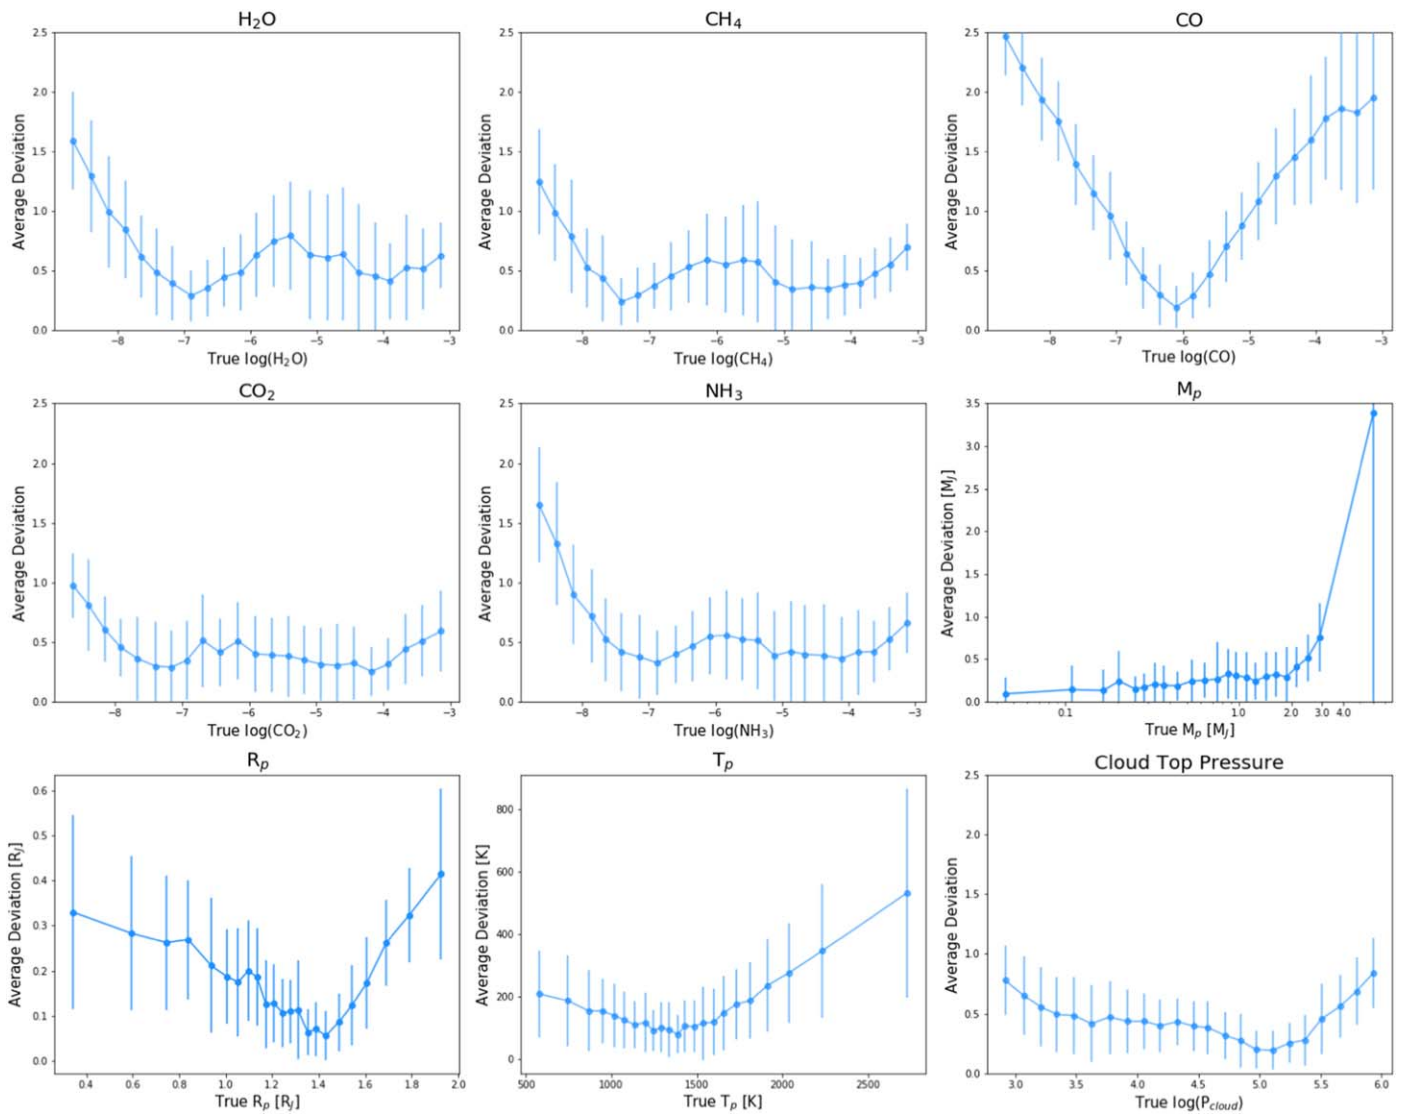 H₂O
CH₄
CO
2.5
2.0
1.5
1.0
0.5
0.0
Average Deviation
−8 −7 −6 −5 −4 −3
True log(H₂O)
2.5
2.0
1.5
1.0
0.5
0.0
Average Deviation
−8 −7 −6 −5 −4 −3
True log(CH₄)
2.5
2.0
1.5
1.0
0.5
0.0
Average Deviation
−8 −7 −6 −5 −4 −3
True log(CO)
CO₂
NH₃
Mₚ
2.5
2.0
1.5
1.0
0.5
0.0
Average Deviation
−8 −7 −6 −5 −4 −3
True log(CO₂)
2.5
2.0
1.5
1.0
0.5
0.0
Average Deviation
−8 −7 −6 −5 −4 −3
True log(NH₃)
3.5
3.0
2.5
2.0
1.5
1.0
0.5
0.0
Average Deviation [M_J]
0.1 1.0 2.0 3.0 4.0
True Mₚ [M_J]
Rₚ
Tₚ
Cloud Top Pressure
0.6
0.5
0.4
0.3
0.2
0.1
0.0
Average Deviation [R_J]
0.4 0.6 0.8 1.0 1.2 1.4 1.6 1.8 2.0
True Rₚ [R_J]
800
600
400
200
0
Average Deviation [K]
500 1000 1500 2000 2500
True Tₚ [K]
2.5
2.0
1.5
1.0
0.5
0.0
Average Deviation
3.0 3.5 4.0 4.5 5.0 5.5 6.0
True log(P_cloud)